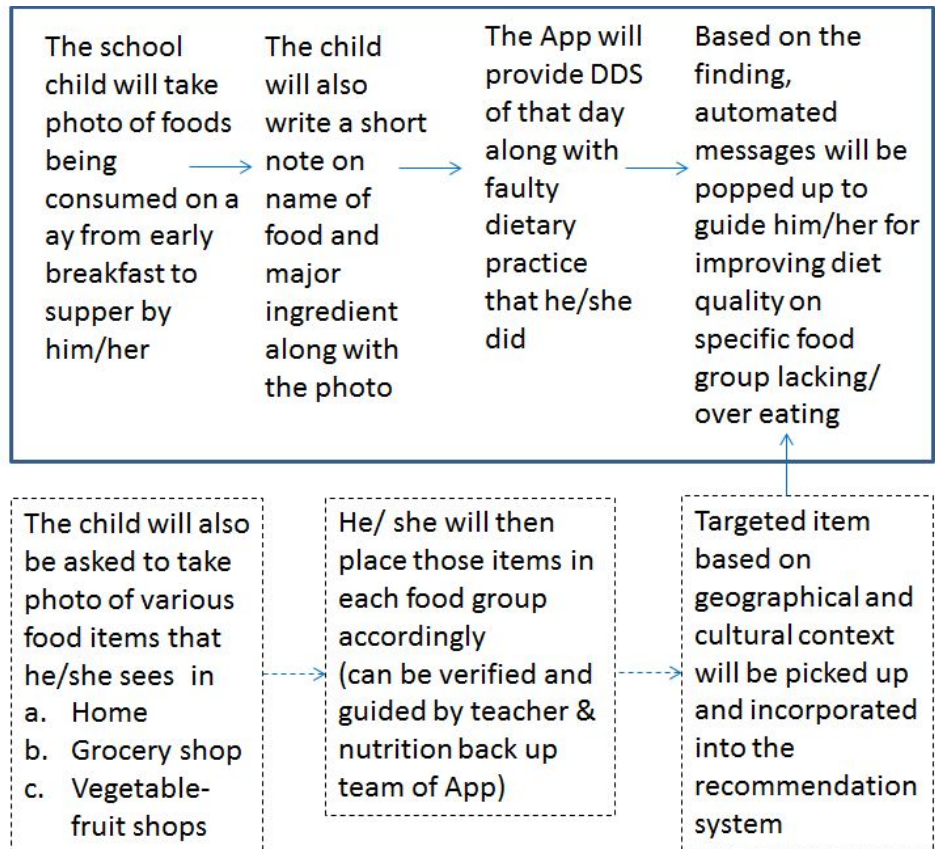 The school
child will take
photo of foods
being
consumed on a
ay from early
breakfast to
supper by
him/her
The child
will also
write a short
note on
name of
food and
major
ingredient
along with
the photo
The App will
provide DDS
of that day
along with
faulty
dietary
practice
that he/she
did
Based on the
finding,
automated
messages will be
popped up to
guide him/her for
improving diet
quality on
specific food
group lacking/
over eating
The child will also
be asked to take
photo of various
food items that
he/she sees in
a. Home
b. Grocery shop
c. Vegetable-
fruit shops
He/ she will then
place those items in
each food group
accordingly
(can be verified and
guided by teacher &
nutrition back up
team of App)
Targeted item
based on
geographical and
cultural context
will be picked up
and incorporated
into the
recommendation
system